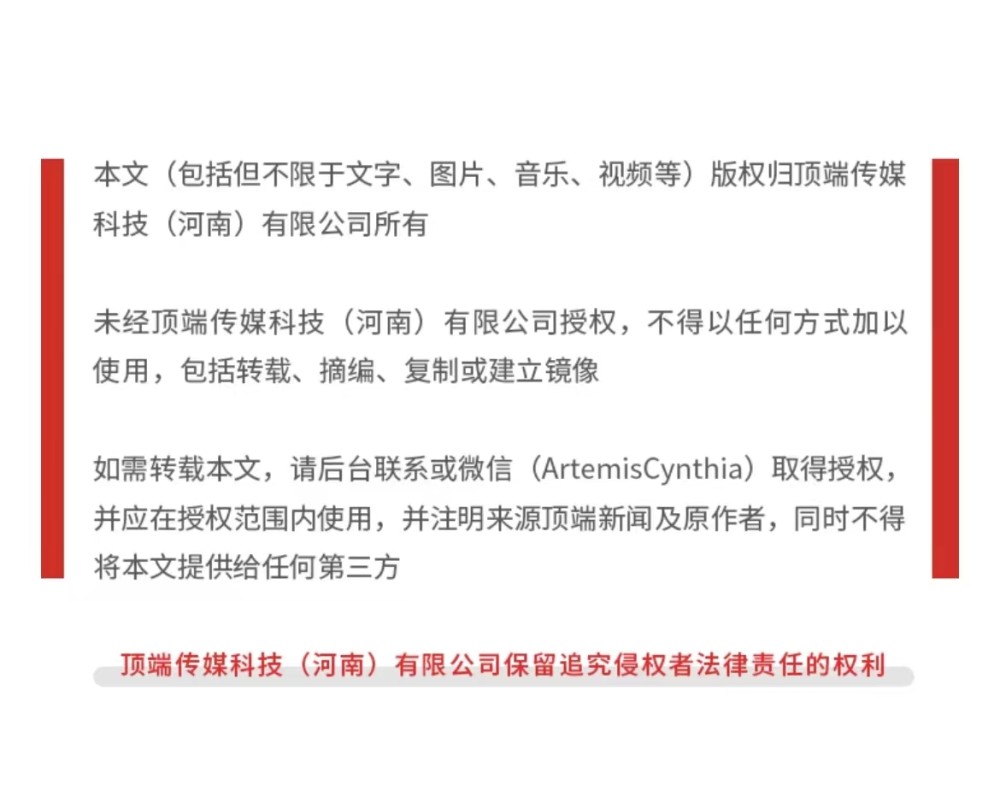 本文（包括但不限于文字、图片、音乐、视频等）版权归顶端传媒
科技（河南）有限公司所有
未经顶端传媒科技（河南）有限公司授权，不得以任何方式加以
使用，包括转载、摘编、复制或建立镜像
如需转载本文，请后台联系或微信（ArtemisCynthia）取得授权，
并应在授权范围内使用，并注明来源顶端新闻及原作者，同时不得
将本文提供给任何第三方
顶端传媒科技（河南）有限公司保留追究侵权者法律责任的权利